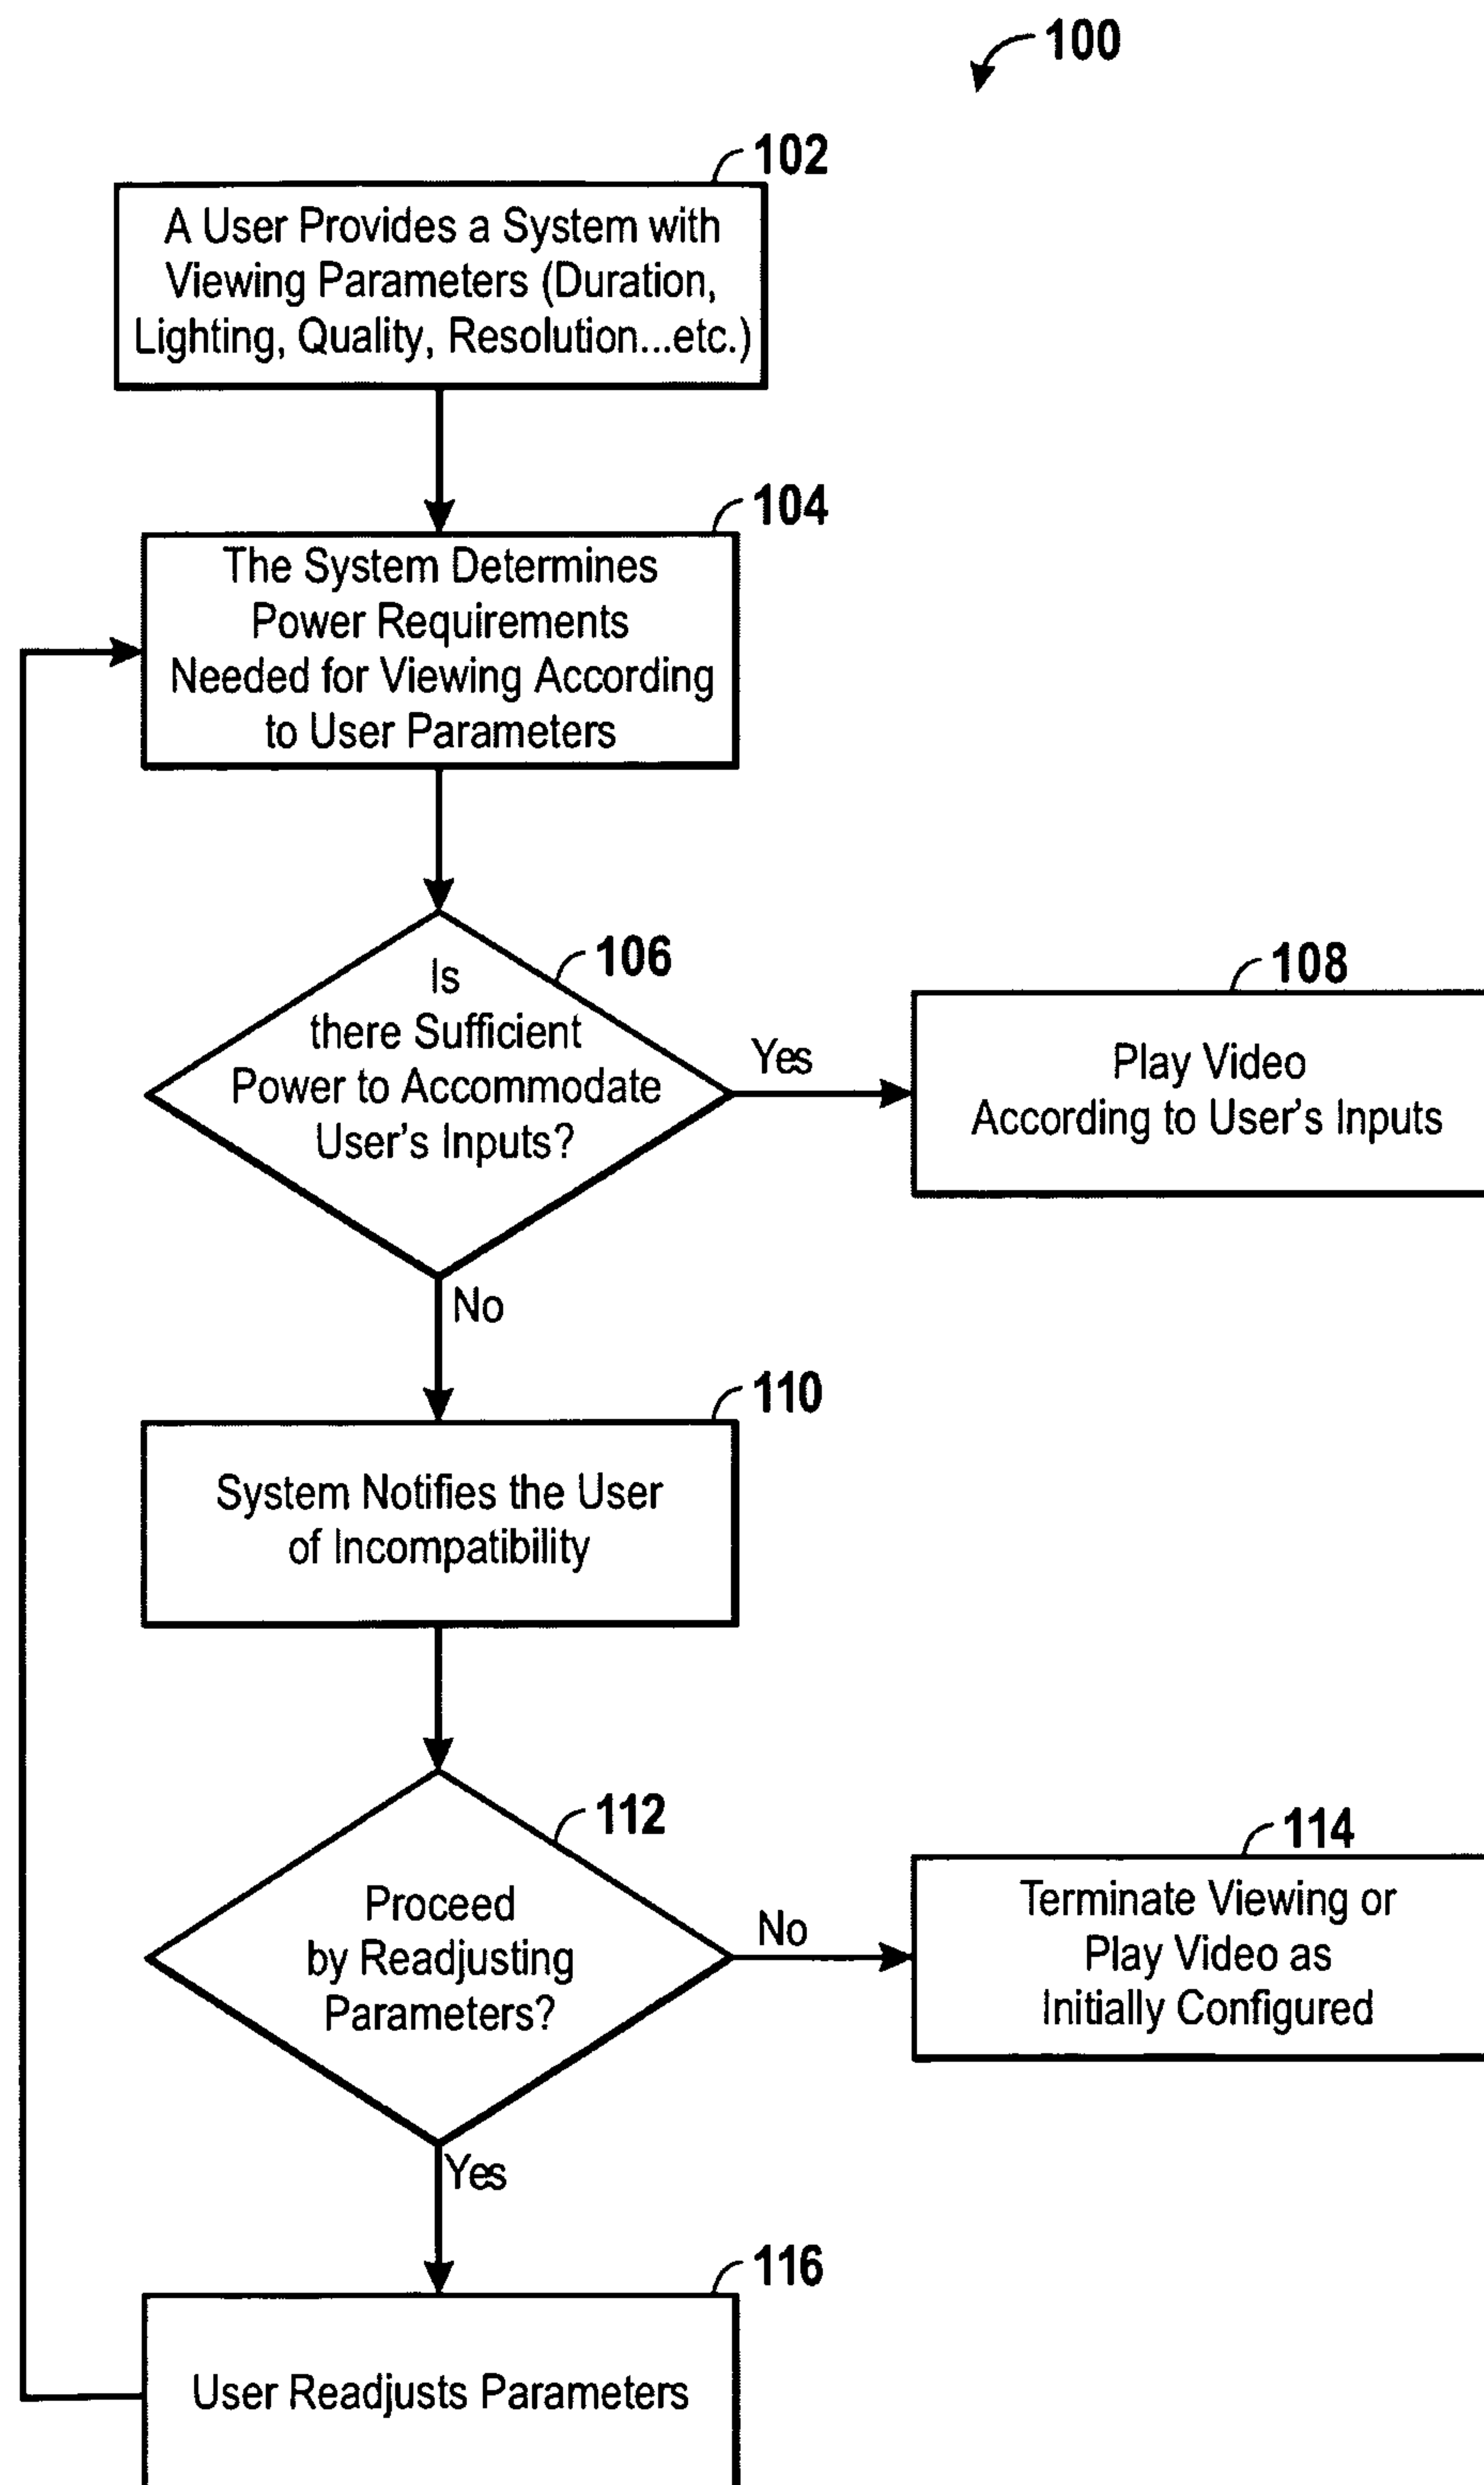 100
102
A User Provides a System with
Viewing Parameters (Duration,
Lighting, Quality, Resolution...etc.)
104
The System Determines
Power Requirements
Needed for Viewing According
to User Parameters
106
Is
there Sufficient
Power to Accommodate
User's Inputs?
Yes
108
Play Video
According to User's Inputs
No
110
System Notifies the User
of Incompatibility
112
Proceed
by Readjusting
Parameters?
No
114
Terminate Viewing or
Play Video as
Initially Configured
Yes
116
User Readjusts Parameters